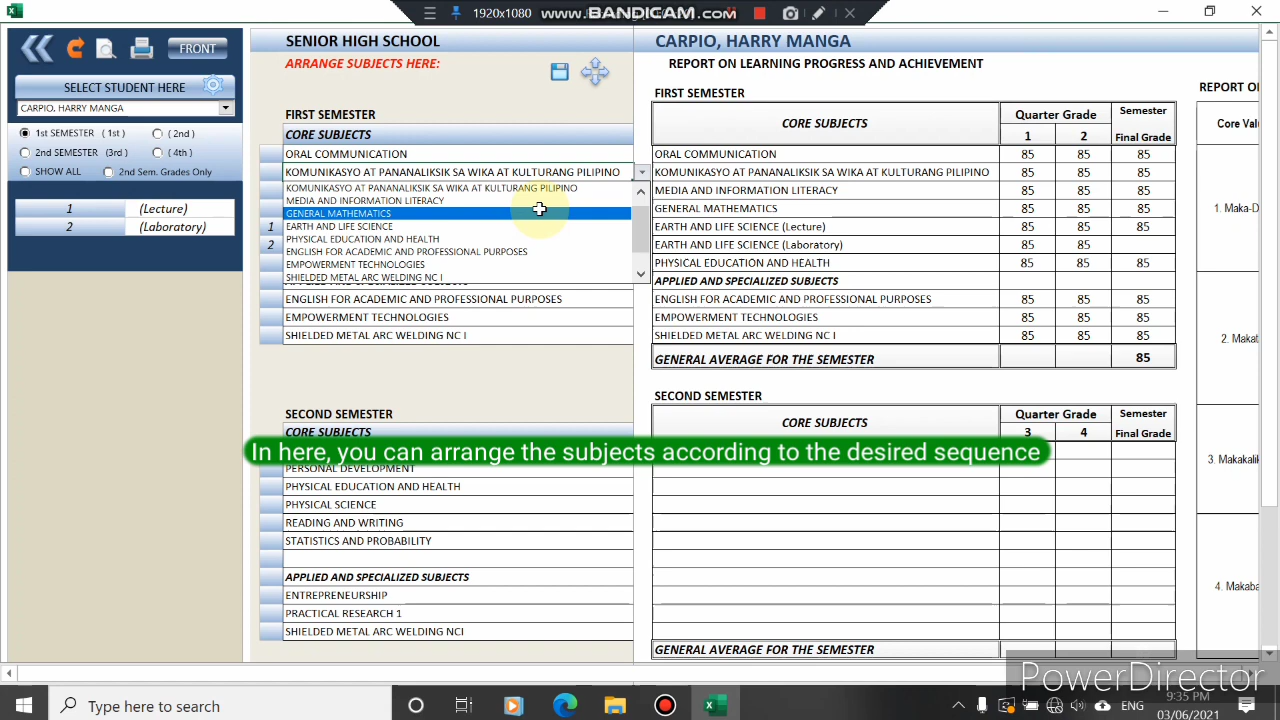 1920x1080 www.BANDICAM.com
FRONT
SELECT STUDENT HERE
CARPIO, HARRY MANGA
1st SEMESTER ( 1st ) ( 2nd )
2nd SEMESTER (3rd ) ( 4th )
SHOW ALL 2nd Sem. Grades Only
1 (Lecture)
2 (Laboratory)
SENIOR HIGH SCHOOL
ARRANGE SUBJECTS HERE:
FIRST SEMESTER
CORE SUBJECTS
ORAL COMMUNICATION
KOMUNIKASYO AT PANANALIKSIK SA WIKA AT KULTURANG PILIPINO
KOMUNIKASYO AT PANANALIKSIK SA WIKA AT KULTURANG PILIPINO
MEDIA AND INFORMATION LITERACY
GENERAL MATHEMATICS
1 EARTH AND LIFE SCIENCE
2 PHYSICAL EDUCATION AND HEALTH
ENGLISH FOR ACADEMIC AND PROFESSIONAL PURPOSES
EMPOWERMENT TECHNOLOGIES
SHIELDED METAL ARC WELDING NC I
ENGLISH FOR ACADEMIC AND PROFESSIONAL PURPOSES
EMPOWERMENT TECHNOLOGIES
SHIELDED METAL ARC WELDING NC I
SECOND SEMESTER
CORE SUBJECTS
PERSONAL DEVELOPMENT
PHYSICAL EDUCATION AND HEALTH
PHYSICAL SCIENCE
READING AND WRITING
STATISTICS AND PROBABILITY
APPLIED AND SPECIALIZED SUBJECTS
ENTREPRENEURSHIP
PRACTICAL RESEARCH 1
SHIELDED METAL ARC WELDING NCI
CARPIO, HARRY MANGA
REPORT ON LEARNING PROGRESS AND ACHIEVEMENT
FIRST SEMESTER
CORE SUBJECTS Quarter Grade Semester
1 2 Final Grade
ORAL COMMUNICATION 85 85 85
KOMUNIKASYO AT PANANALIKSIK SA WIKA AT KULTURANG PILIPINO 85 85 85
MEDIA AND INFORMATION LITERACY 85 85 85
GENERAL MATHEMATICS 85 85 85
EARTH AND LIFE SCIENCE (Lecture) 85 85 85
EARTH AND LIFE SCIENCE (Laboratory) 85 85
PHYSICAL EDUCATION AND HEALTH 85 85 85
APPLIED AND SPECIALIZED SUBJECTS
ENGLISH FOR ACADEMIC AND PROFESSIONAL PURPOSES 85 85 85
EMPOWERMENT TECHNOLOGIES 85 85 85
SHIELDED METAL ARC WELDING NC I 85 85 85
GENERAL AVERAGE FOR THE SEMESTER 85
SECOND SEMESTER
CORE SUBJECTS Quarter Grade Semester
3 4 Final Grade
GENERAL AVERAGE FOR THE SEMESTER
REPORT O
Core Val
1. Maka-D
2. Makat
3. Makakalik
4. Makaba
In here, you can arrange the subjects according to the desired sequence
PowerDirector
Type here to search
ENG
9:35 PM
03/06/2021